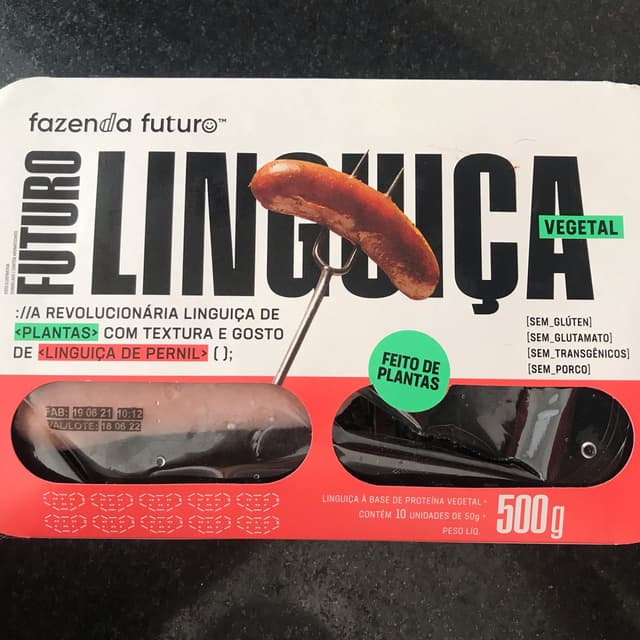 fazenda futuro™
FUTURO
LINGUIÇA
VEGETAL
://A REVOLUCIONÁRIA LINGUIÇA DE
<PLANTAS> COM TEXTURA E GOSTO
DE <LINGUIÇA DE PERNIL> ( );
[SEM_GLÚTEN]
[SEM_GLUTAMATO]
[SEM_TRANSGÊNICOS]
[SEM_PORCO]
FEITO DE
PLANTAS
FAB: 19 06 21 10:12
VAL/LOTE: 18 06 22
LINGUIÇA À BASE DE PROTEÍNA VEGETAL •
CONTÉM 10 UNIDADES DE 50g •
PESO LÍQ.
500g